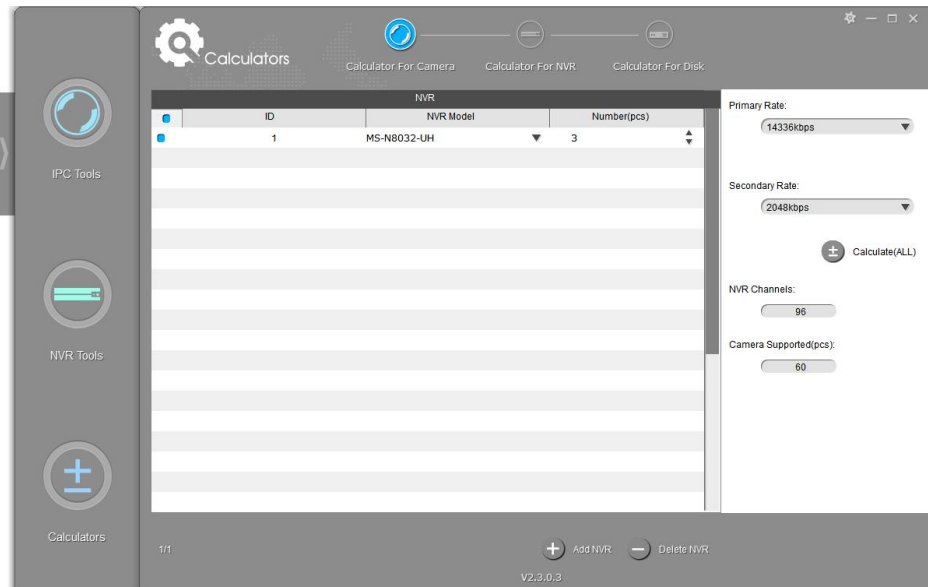 Calculators
Calculator For Camera
Calculator For NVR
Calculator For Disk
IPC Tools
NVR Tools
Calculators
NVR
ID NVR Model Number(pcs)
1 MS-N8032-UH 3
Primary Rate:
14336kbps
Secondary Rate:
2048kbps
Calculate(ALL)
NVR Channels:
96
Camera Supported(pcs):
60
1/1
Add NVR
Delete NVR
V2.3.0.3